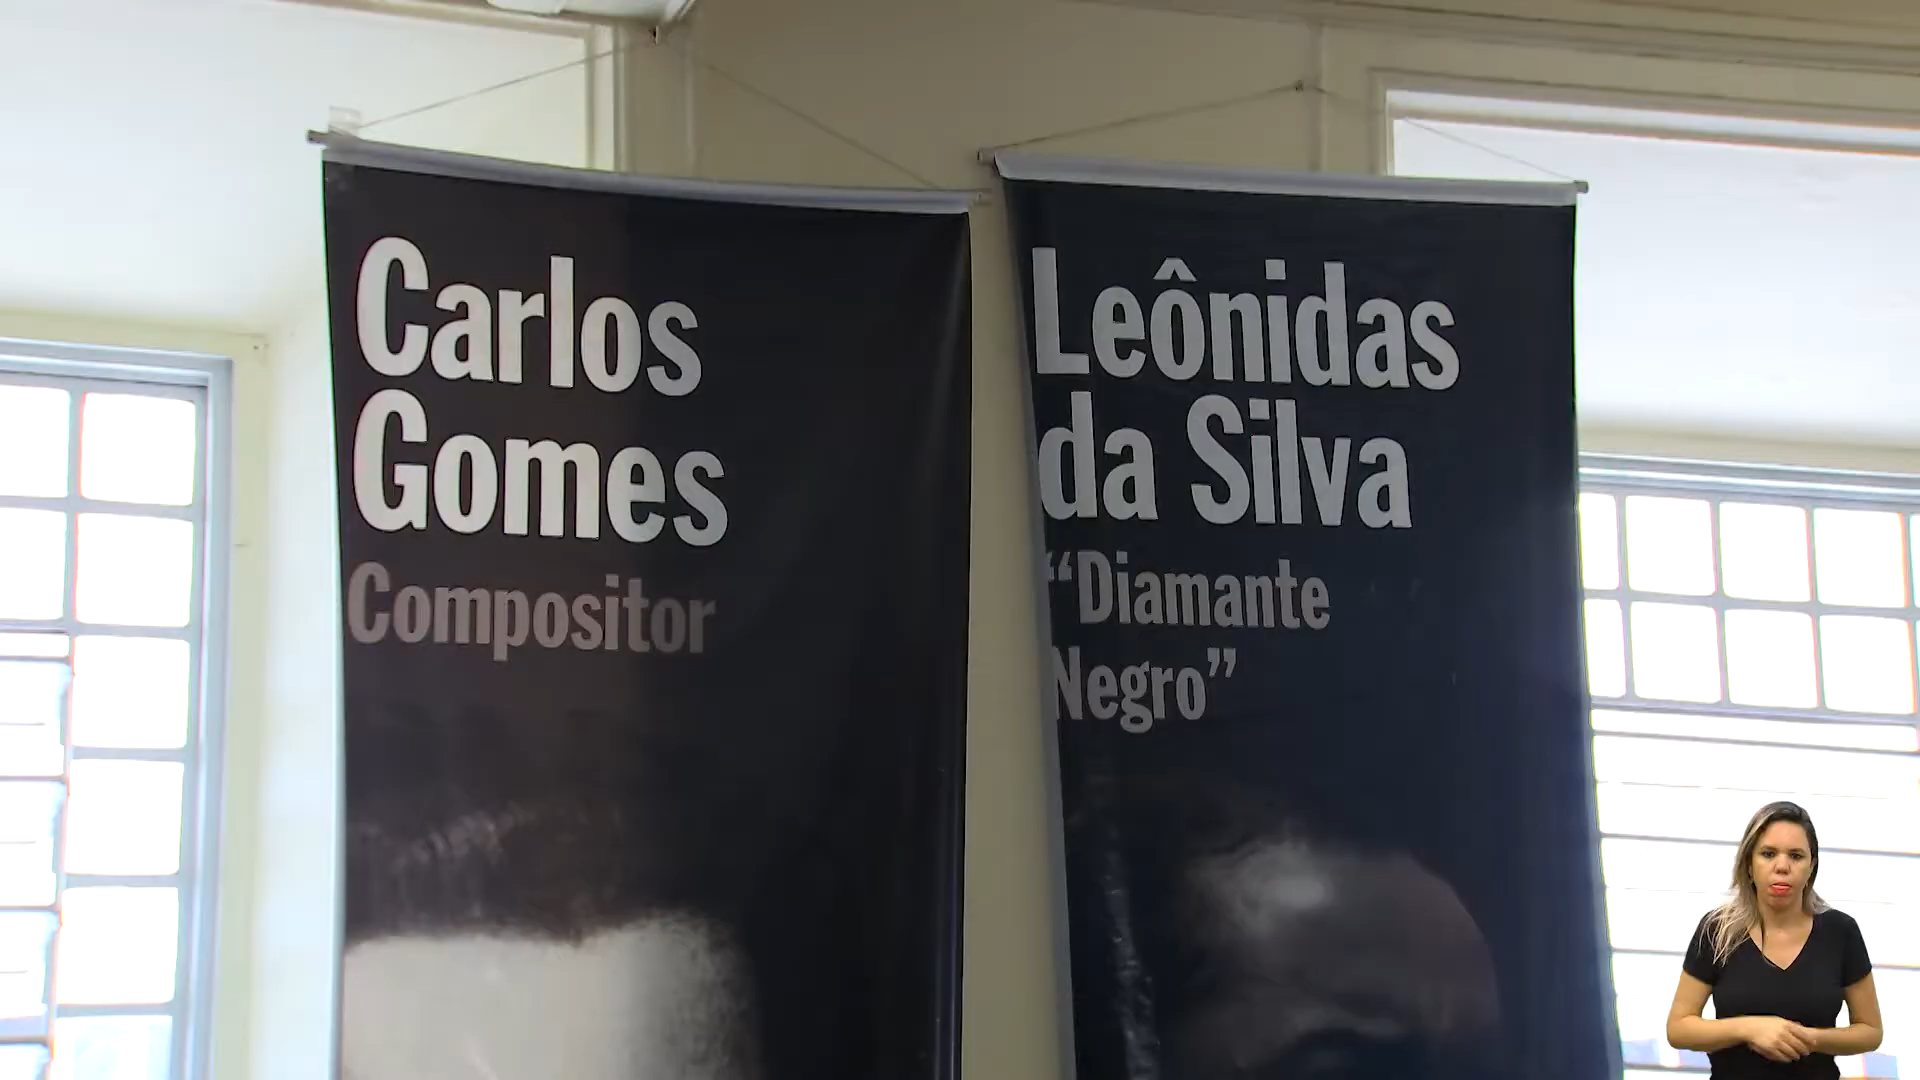 Carlos
Gomes
Compositor
Leônidas
da Silva
“Diamante
Negro”